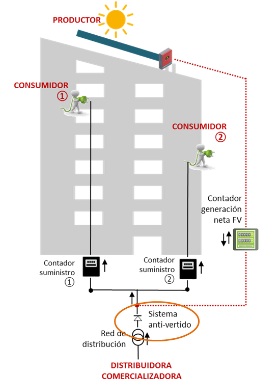 PRODUCTOR
CONSUMIDOR
①
CONSUMIDOR
②
Contador
generación
neta FV
Contador
suministro
①
Contador
suministro
②
Sistema
anti-vertido
Red de
distribución
DISTRIBUIDORA
COMERCIALIZADORA